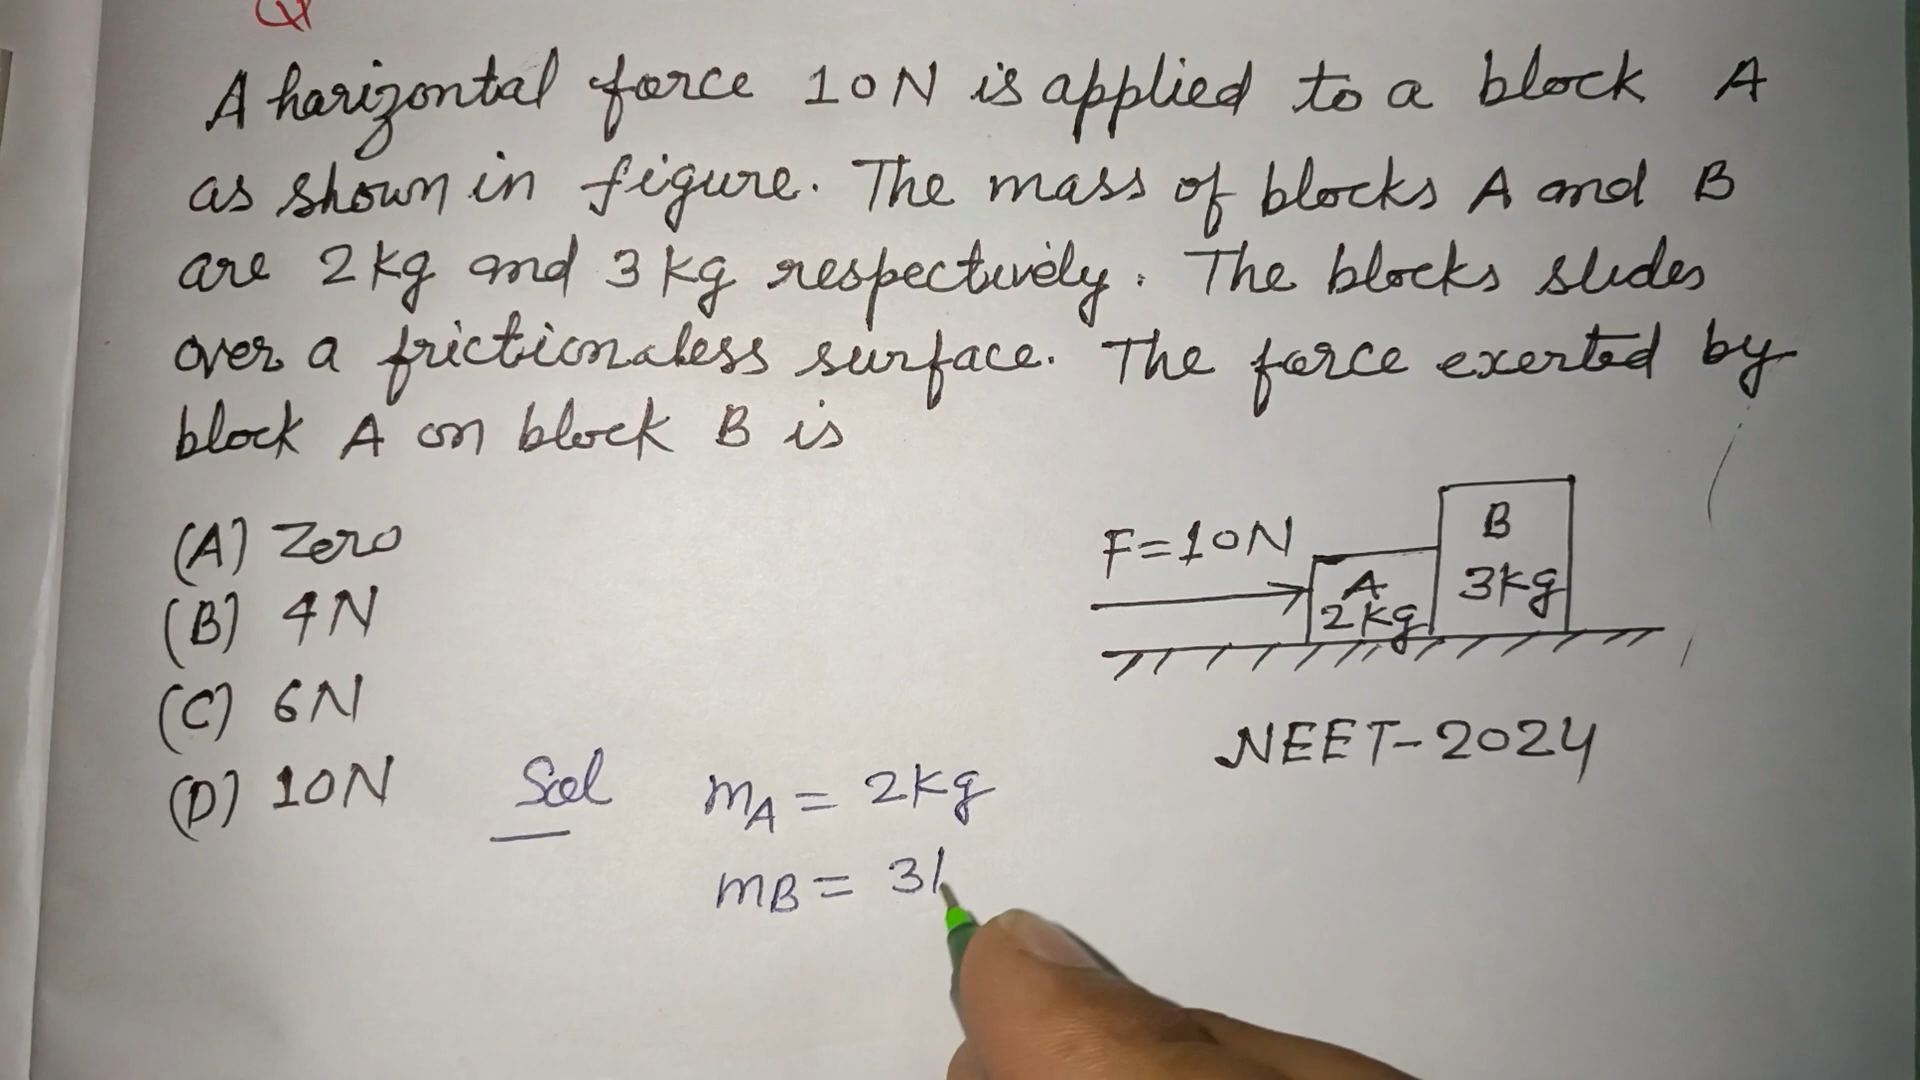 A horizontal force 10N is applied to a block A
as shown in figure. The mass of blocks A and B
are 2kg and 3kg respectively. The blocks slides
over a frictionaless surface. The force exerted by
block A on block B is
(A) Zero
(B) 4N
(C) 6N
(D) 10N
F=10N
A
2kg
B
3kg
NEET-2024
Sol
mA = 2kg
mB = 3